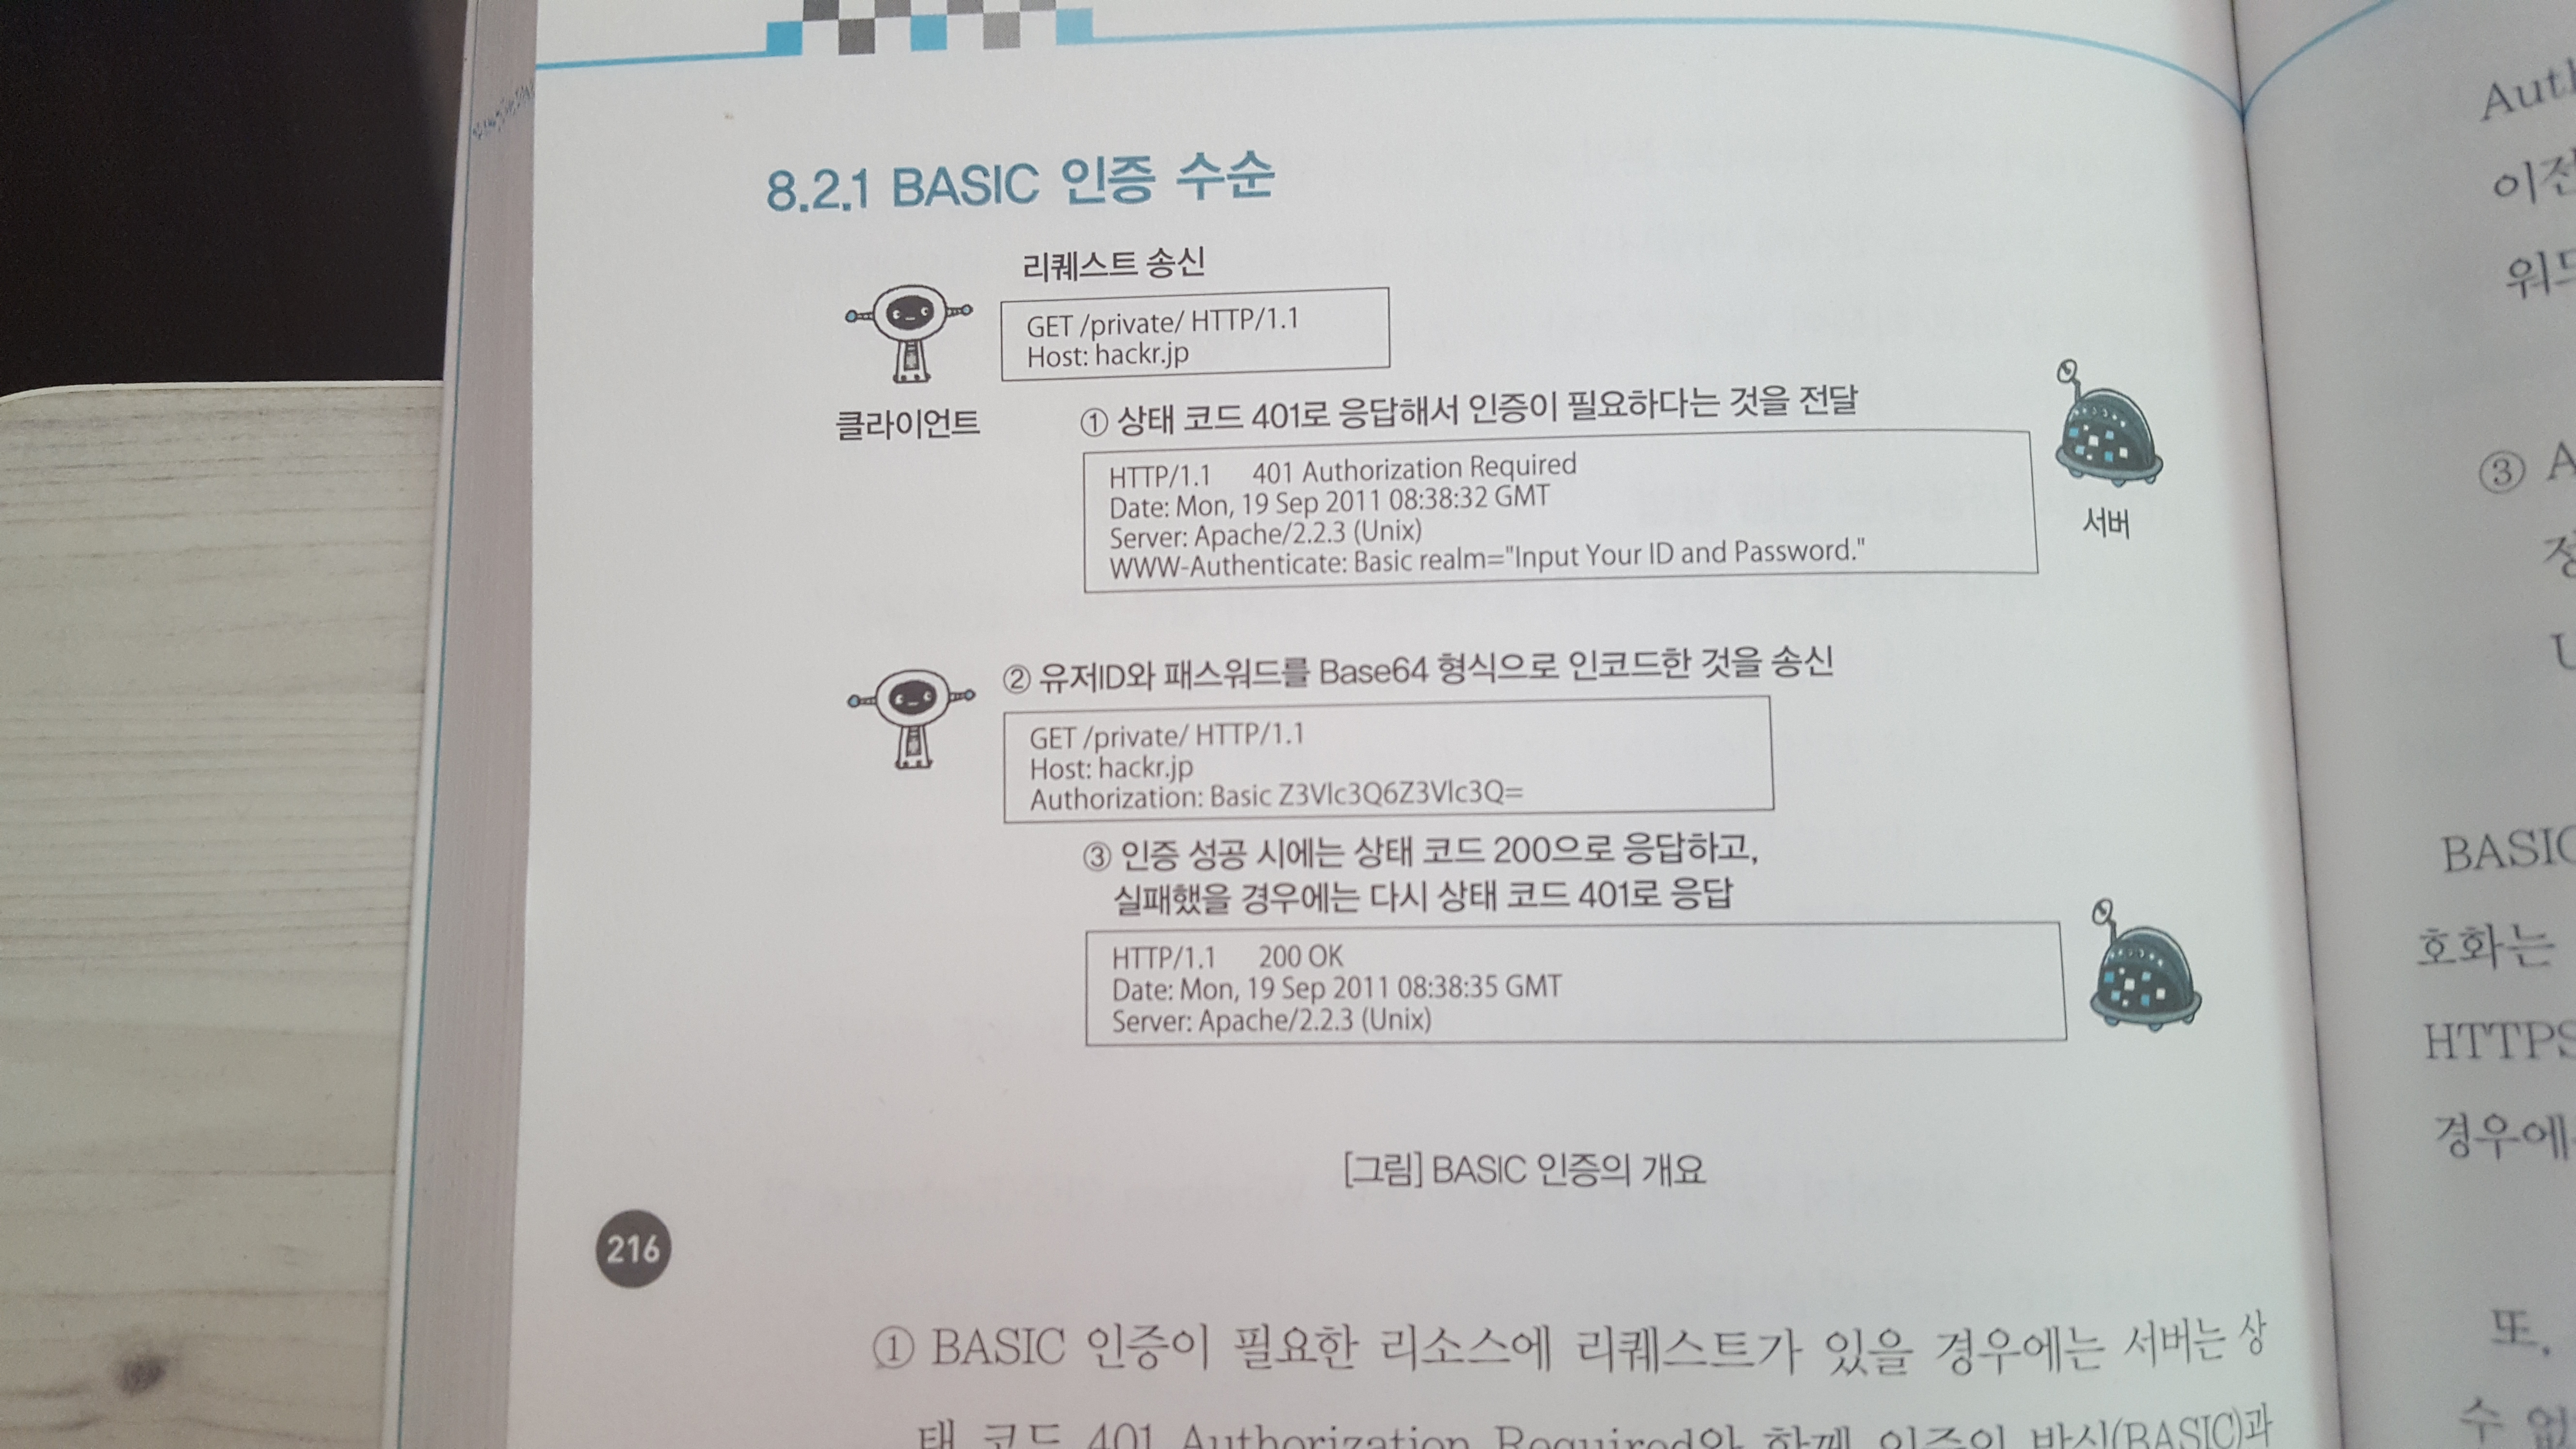 8.2.1 BASIC 인증 수순
리퀘스트 송신
GET /private/ HTTP/1.1
Host: hackr.jp
클라이언트
① 상태 코드 401로 응답해서 인증이 필요하다는 것을 전달
HTTP/1.1 401 Authorization Required
Date: Mon, 19 Sep 2011 08:38:32 GMT
Server: Apache/2.2.3 (Unix)
WWW-Authenticate: Basic realm="Input Your ID and Password."
서버
② 유저ID와 패스워드를 Base64 형식으로 인코드한 것을 송신
GET /private/ HTTP/1.1
Host: hackr.jp
Authorization: Basic Z3Vlc3Q6Z3Vlc3Q=
③ 인증 성공 시에는 상태 코드 200으로 응답하고,
실패했을 경우에는 다시 상태 코드 401로 응답
HTTP/1.1 200 OK
Date: Mon, 19 Sep 2011 08:38:35 GMT
Server: Apache/2.2.3 (Unix)
[그림] BASIC 인증의 개요
216
① BASIC 인증이 필요한 리소스에 리퀘스트가 있을 경우에는 서버는 상
태 코드 401 Authorization Required와 함께 인증의 방식(BASIC)과
③
BASIC
호화는
HTTPS
또,
수